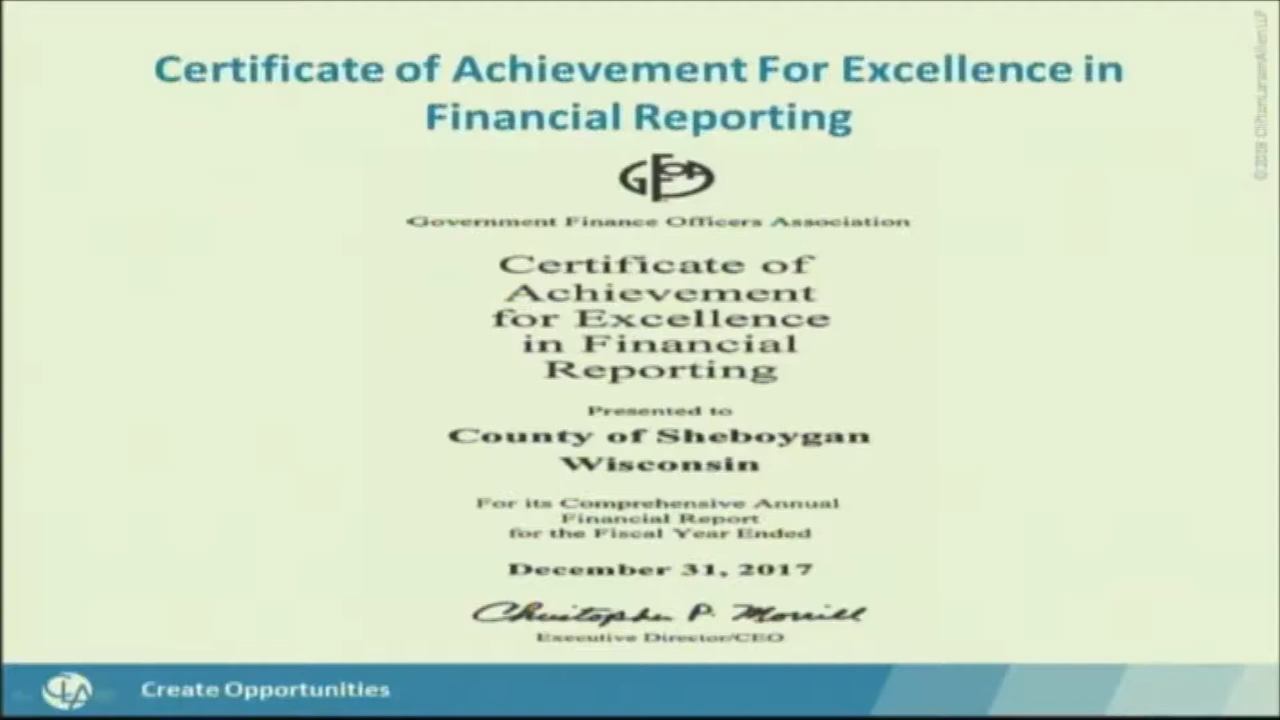 Certificate of Achievement For Excellence in
Financial Reporting
GFOA
Government Finance Officers Association
Certificate of
Achievement
for Excellence
in Financial
Reporting
Presented to
County of Sheboygan
Wisconsin
For its Comprehensive Annual
Financial Report
for the Fiscal Year Ended
December 31, 2017
Christopher P. Morrill
Executive Director/CEO
CLA
Create Opportunities